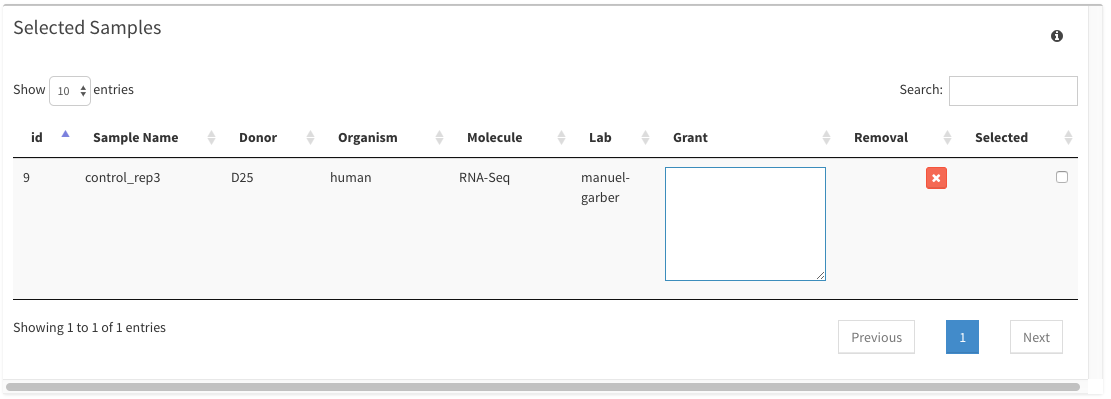 Selected Samples
Show 10 entries Search:
id Sample Name Donor Organism Molecule Lab Grant Removal Selected
9 control_rep3 D25 human RNA-Seq manuel-
garber
Showing 1 to 1 of 1 entries
Previous 1 Next